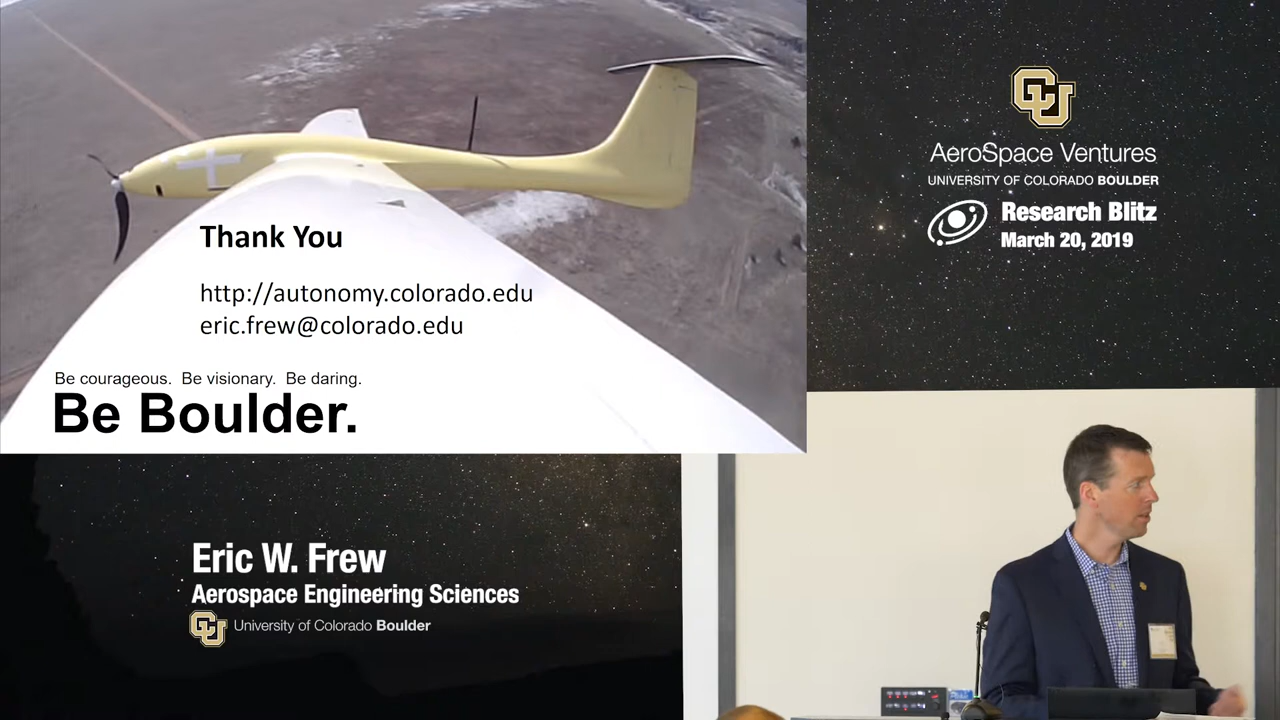 Thank You
http://autonomy.colorado.edu
eric.frew@colorado.edu
Be courageous. Be visionary. Be daring.
Be Boulder.
CU
AeroSpace Ventures
UNIVERSITY OF COLORADO BOULDER
Research Blitz
March 20, 2019
Eric W. Frew
Aerospace Engineering Sciences
CU
University of Colorado Boulder